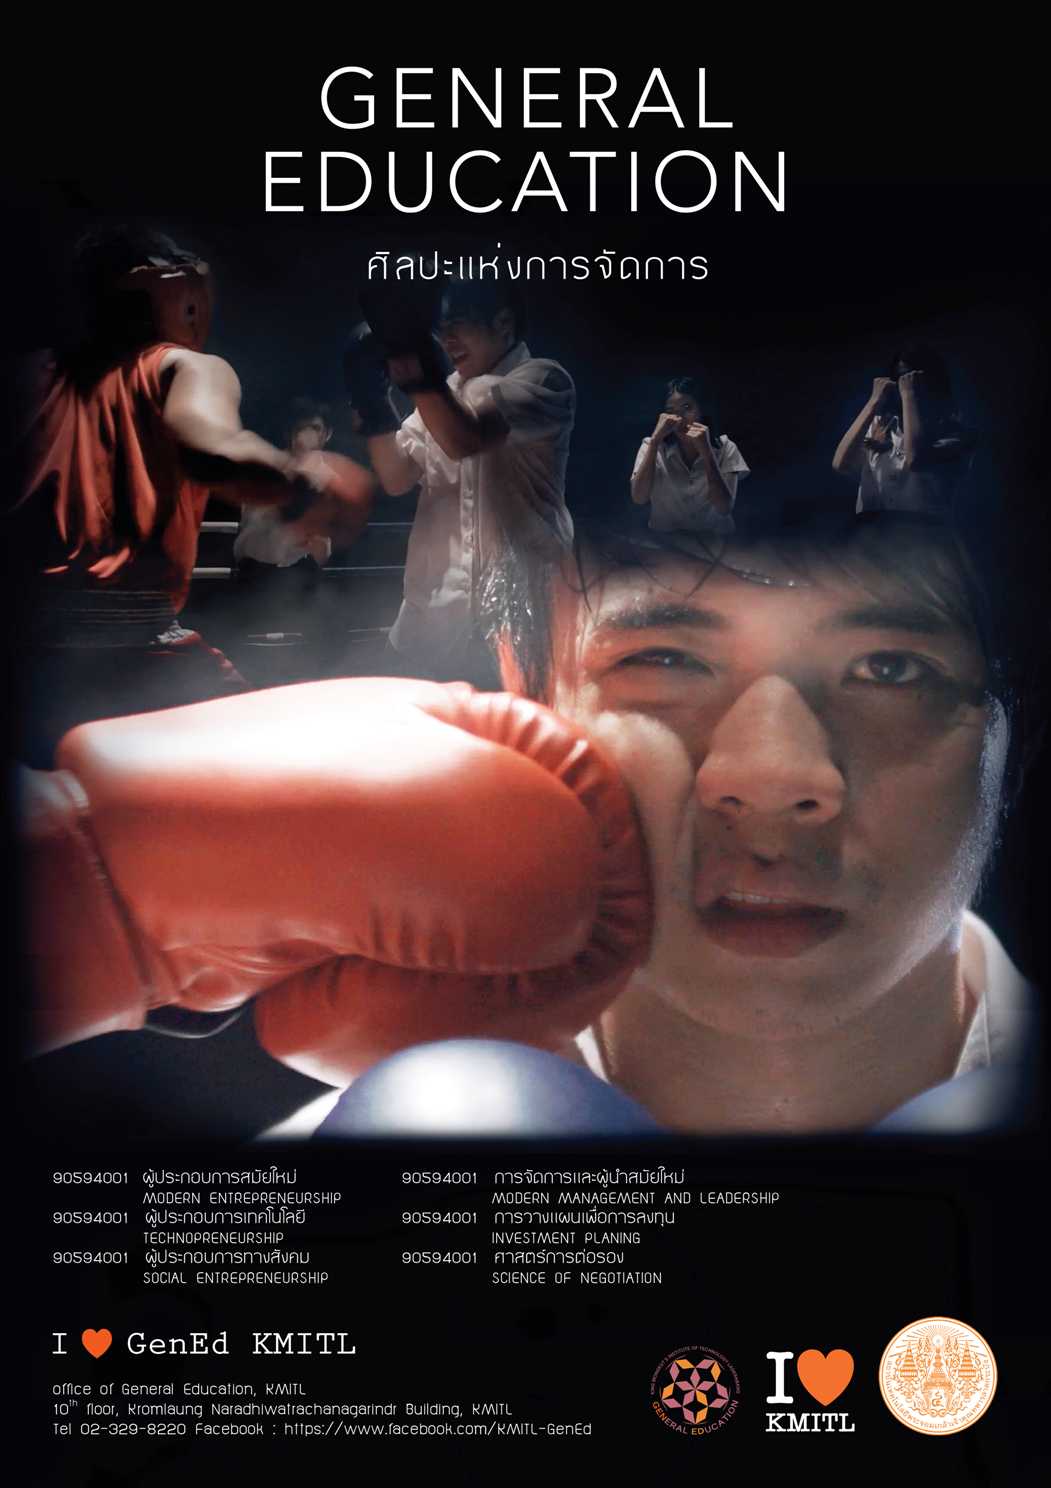 GENERAL
EDUCATION
ศิลปะแห่งการจัดการ
90594001 ผู้ประกอบการสมัยใหม่
MODERN ENTREPRENEURSHIP
90594001 ผู้ประกอบการเทคโนโลยี
TECHNOPRENEURSHIP
90594001 ผู้ประกอบการทางสังคม
SOCIAL ENTREPRENEURSHIP
90594001 การจัดการและผู้นำสมัยใหม่
MODERN MANAGEMENT AND LEADERSHIP
90594001 การวางแผนเพื่อการลงทุน
INVESTMENT PLANING
90594001 ศาสตร์การต่อรอง
SCIENCE OF NEGOTIATION
I ♥ GenEd KMITL
office of General Education, KMITL
10th floor, Kromlaung Naradhiwatrachanagarindr Building, KMITL
Tel 02-329-8220 Facebook : https://www.facebook.com/KMITL-GenEd
KING MONGKUT'S INSTITUTE OF TECHNOLOGY LADKRABANG
GENERAL EDUCATION
I ♥
KMITL